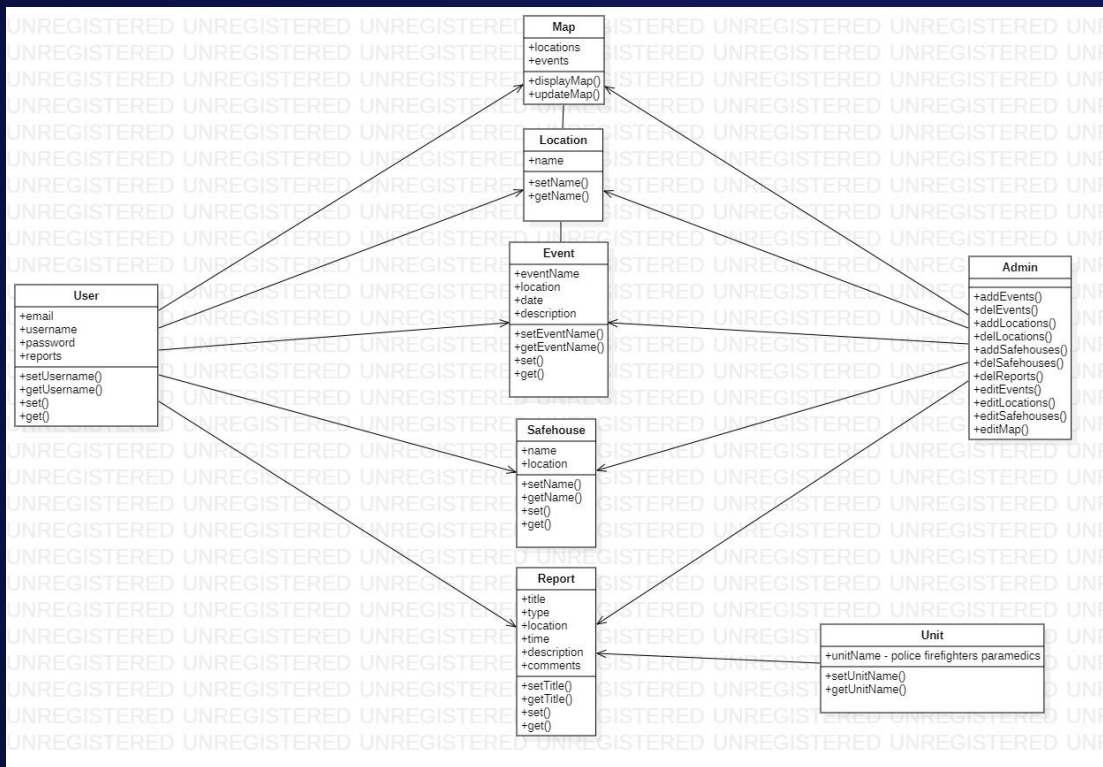 Map
+locations
+events
+displayMap()
+updateMap()
Location
+name
+setName()
+getName()
Event
+eventName
+location
+date
+description
+setEventName()
+getEventName()
+set()
+get()
User
+email
+username
+password
+reports
+setUsername()
+getUsername()
+set()
+get()
Admin
+addEvents()
+delEvents()
+addLocations()
+delLocations()
+addSafehouses()
+delSafehouses()
+delReports()
+editEvents()
+editLocations()
+editSafehouses()
+editMap()
Safehouse
+name
+location
+setName()
+getName()
+set()
+get()
Report
+title
+type
+location
+time
+description
+comments
+setTitle()
+getTitle()
+set()
+get()
Unit
+unitName - police firefighters paramedics
+setUnitName()
+getUnitName()
UNREGISTERED